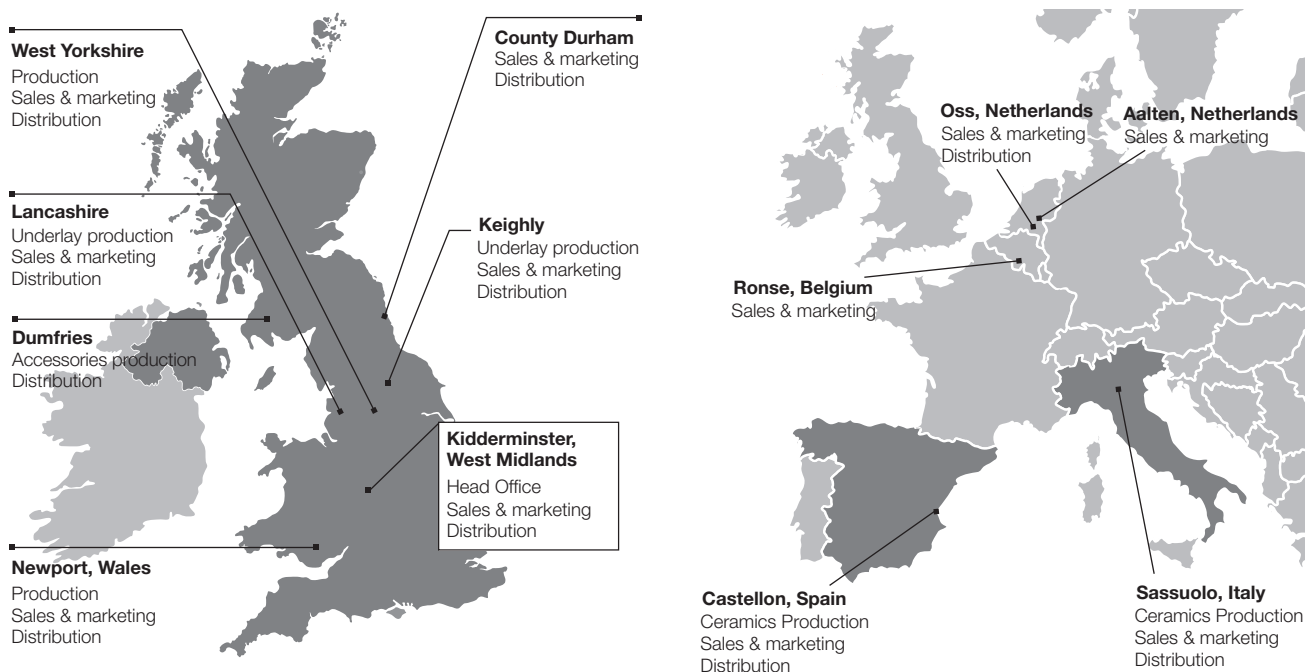 West Yorkshire
Production
Sales & marketing
Distribution
County Durham
Sales & marketing
Distribution
Lancashire
Underlay production
Sales & marketing
Distribution
Keighly
Underlay production
Sales & marketing
Distribution
Dumfries
Accessories production
Distribution
Kidderminster,
West Midlands
Head Office
Sales & marketing
Distribution
Newport, Wales
Production
Sales & marketing
Distribution
Oss, Netherlands
Sales & marketing
Distribution
Aalten, Netherlands
Sales & marketing
Ronse, Belgium
Sales & marketing
Castellon, Spain
Ceramics Production
Sales & marketing
Distribution
Sassuolo, Italy
Ceramics Production
Sales & marketing
Distribution